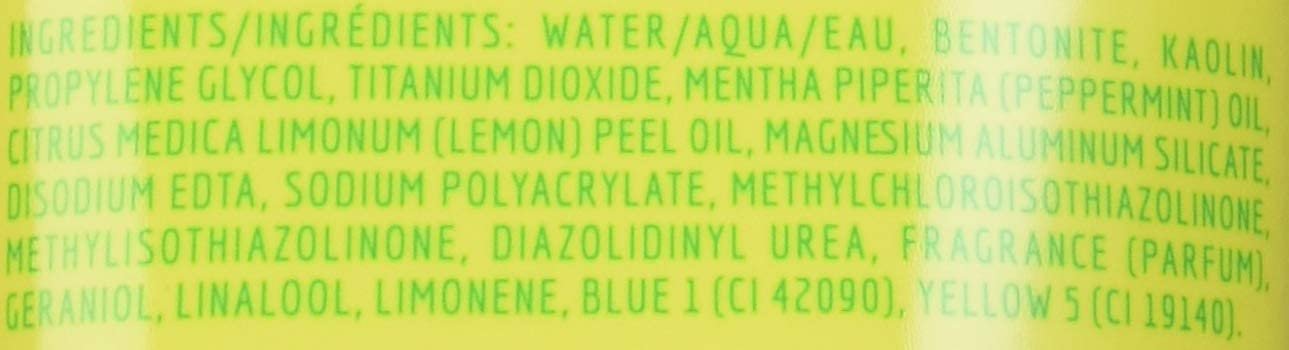 INGREDIENTS/INGRÉDIENTS: WATER/AQUA/EAU, BENTONITE, KAOLIN,
PROPYLENE GLYCOL, TITANIUM DIOXIDE, MENTHA PIPERITA (PEPPERMINT) OIL,
CITRUS MEDICA LIMONUM (LEMON) PEEL OIL, MAGNESIUM ALUMINUM SILICATE,
DISODIUM EDTA, SODIUM POLYACRYLATE, METHYLCHLOROISOTHIAZOLINONE,
METHYLISOTHIAZOLINONE, DIAZOLIDINYL UREA, FRAGRANCE (PARFUM),
GERANIOL, LINALOOL, LIMONENE, BLUE 1 (CI 42090), YELLOW 5 (CI 19140).